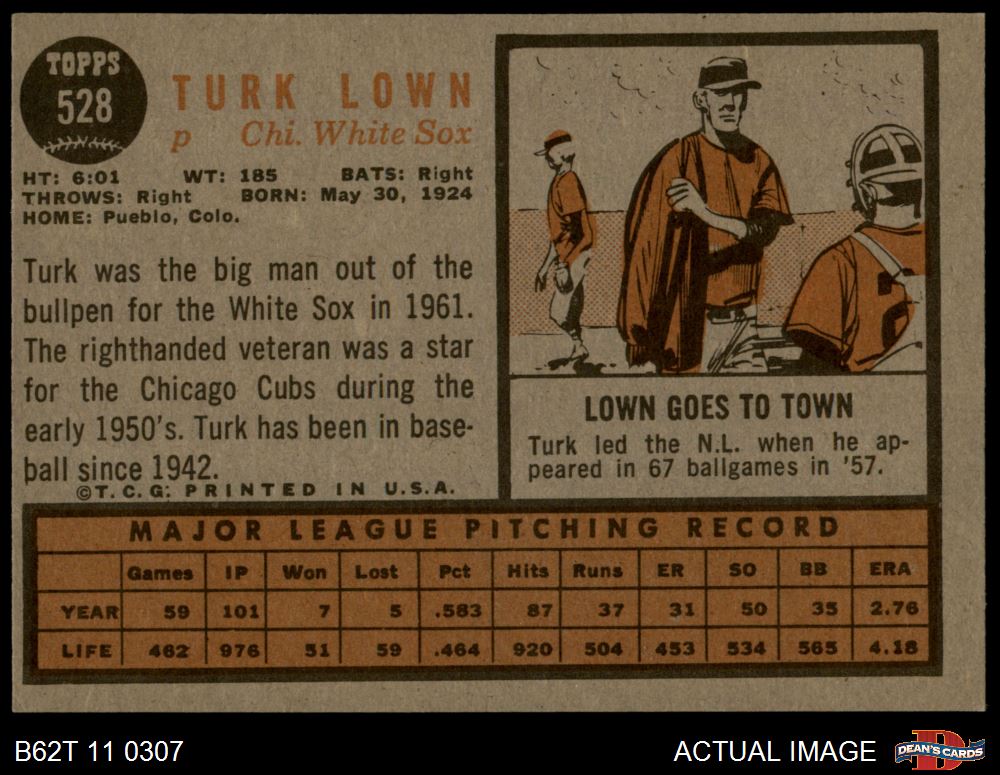 TOPPS
528
TURK LOWN
p Chi. White Sox
HT: 6:01 WT: 185 BATS: Right
THROWS: Right BORN: May 30, 1924
HOME: Pueblo, Colo.
Turk was the big man out of the
bullpen for the White Sox in 1961.
The righthanded veteran was a star
for the Chicago Cubs during the
early 1950's. Turk has been in base-
ball since 1942.
©T. C. G: PRINTED IN U.S.A.
LOWN GOES TO TOWN
Turk led the N.L. when he ap-
peared in 67 ballgames in '57.
MAJOR LEAGUE PITCHING RECORD
Games IP Won Lost Pct Hits Runs ER SO BB ERA
YEAR 59 101 7 5 .583 87 37 31 50 35 2.76
LIFE 462 976 51 59 .464 920 504 453 534 565 4.18
B62T 11 0307
ACTUAL IMAGE
D
DEAN'S CARDS